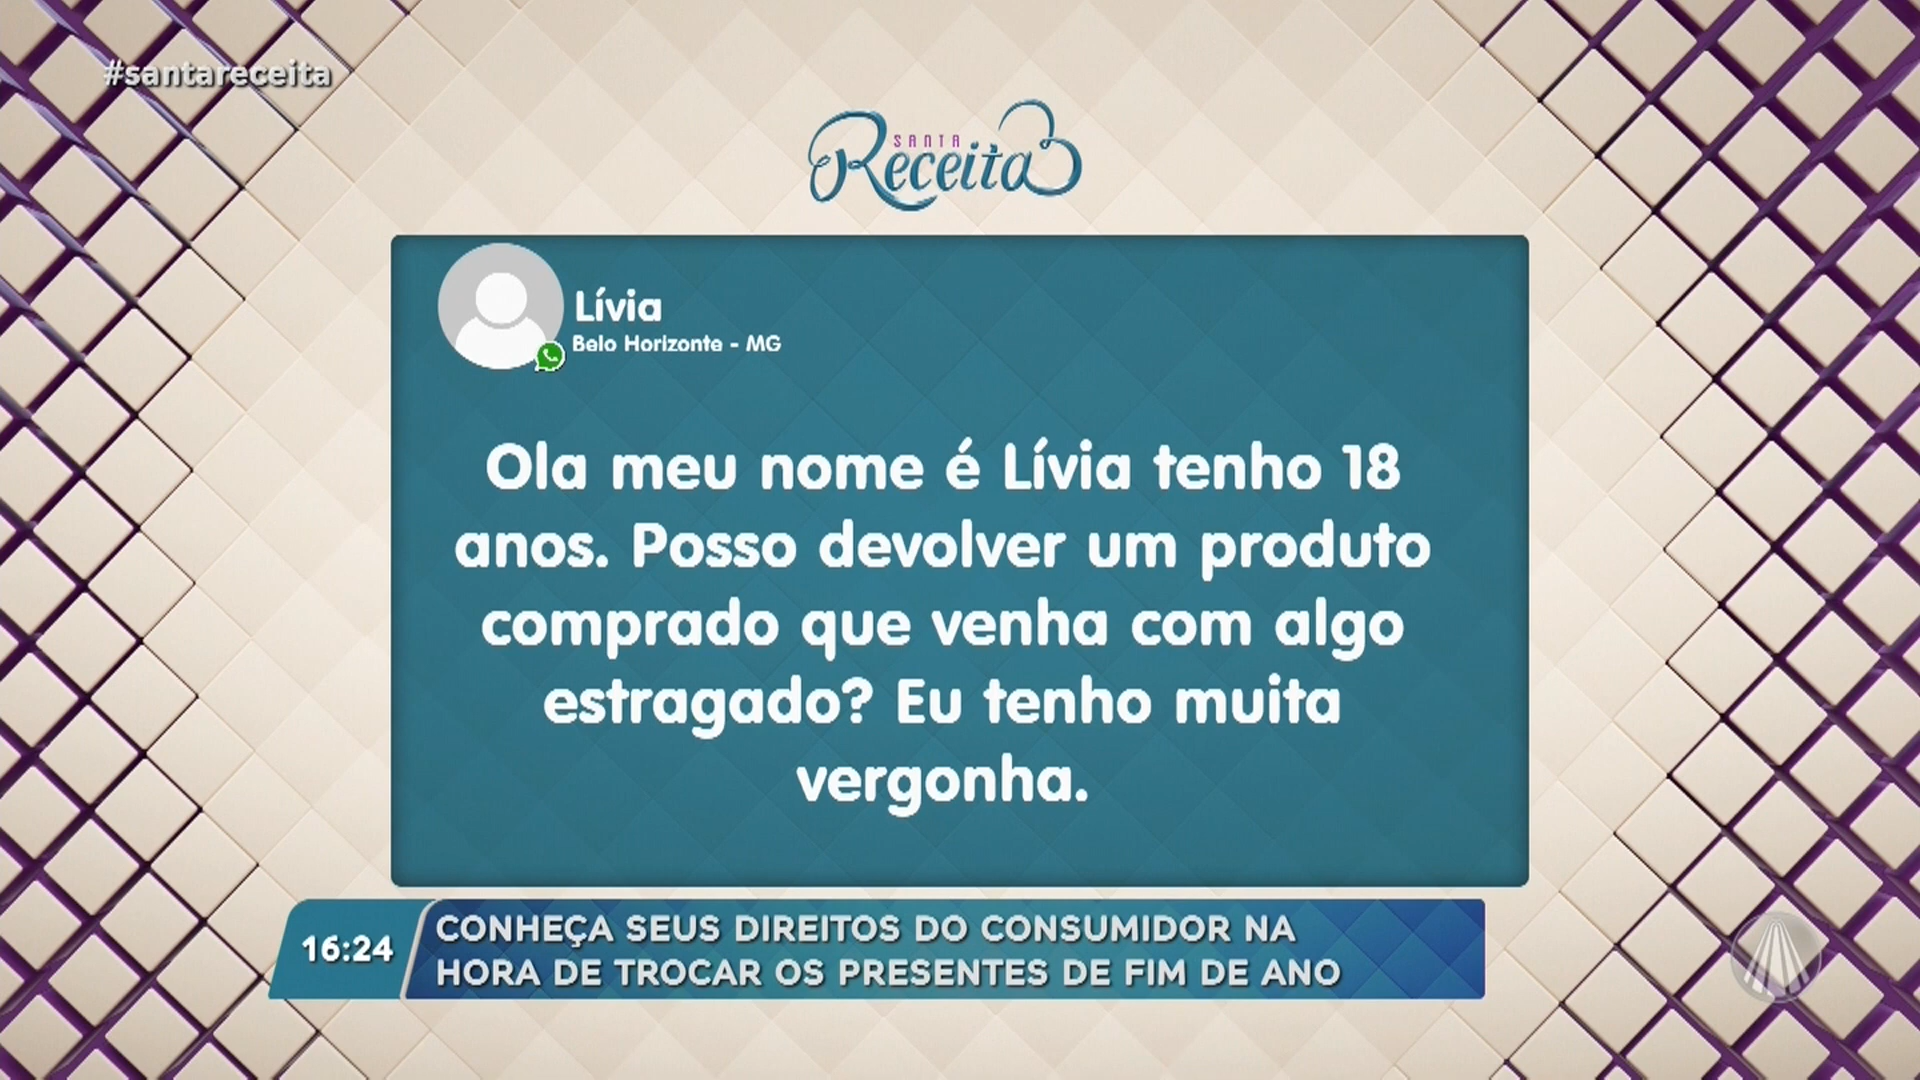 #santareceita
SANTA
Receita
Lívia
Belo Horizonte - MG
Ola meu nome é Lívia tenho 18
anos. Posso devolver um produto
comprado que venha com algo
estragado? Eu tenho muita
vergonha.
16:24
CONHEÇA SEUS DIREITOS DO CONSUMIDOR NA
HORA DE TROCAR OS PRESENTES DE FIM DE ANO